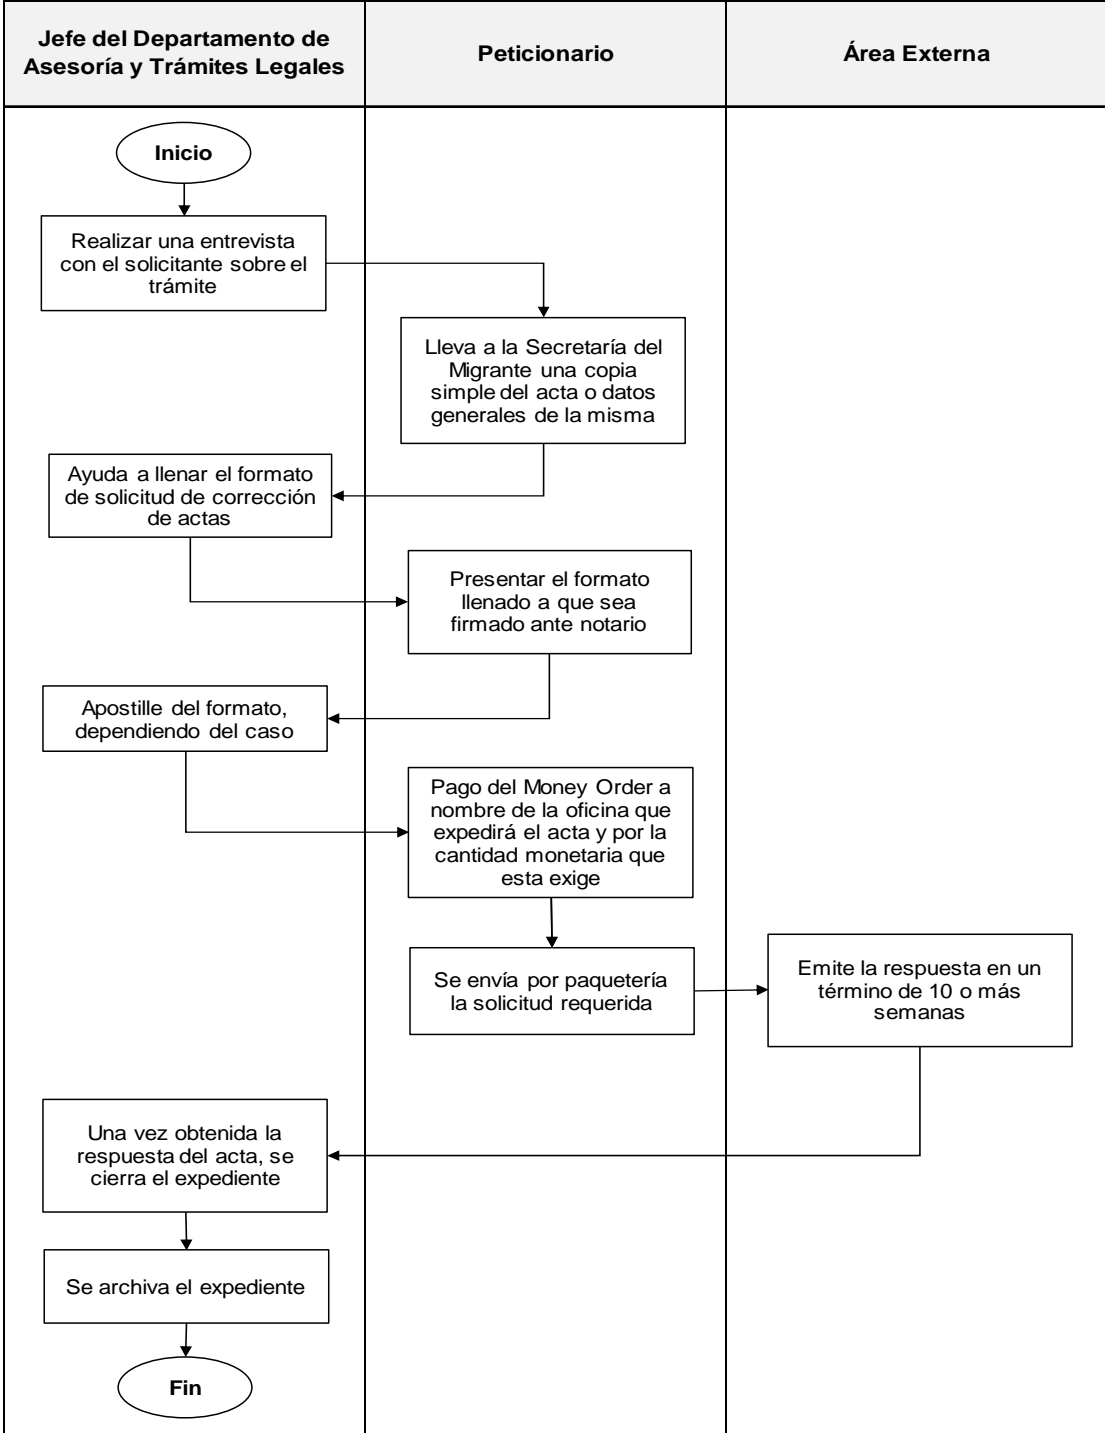 Jefe del Departamento de
Asesoría y Trámites Legales
Peticionario
Área Externa
Inicio
Realizar una entrevista
con el solicitante sobre el
trámite
Lleva a la Secretaría del
Migrante una copia
simple del acta o datos
generales de la misma
Ayuda a llenar el formato
de solicitud de corrección
de actas
Presentar el formato
llenado a que sea
firmado ante notario
Apostille del formato,
dependiendo del caso
Pago del Money Order a
nombre de la oficina que
expedirá el acta y por la
cantidad monetaria que
esta exige
Se envía por paquetería
la solicitud requerida
Emite la respuesta en un
término de 10 o más
semanas
Una vez obtenida la
respuesta del acta, se
cierra el expediente
Se archiva el expediente
Fin